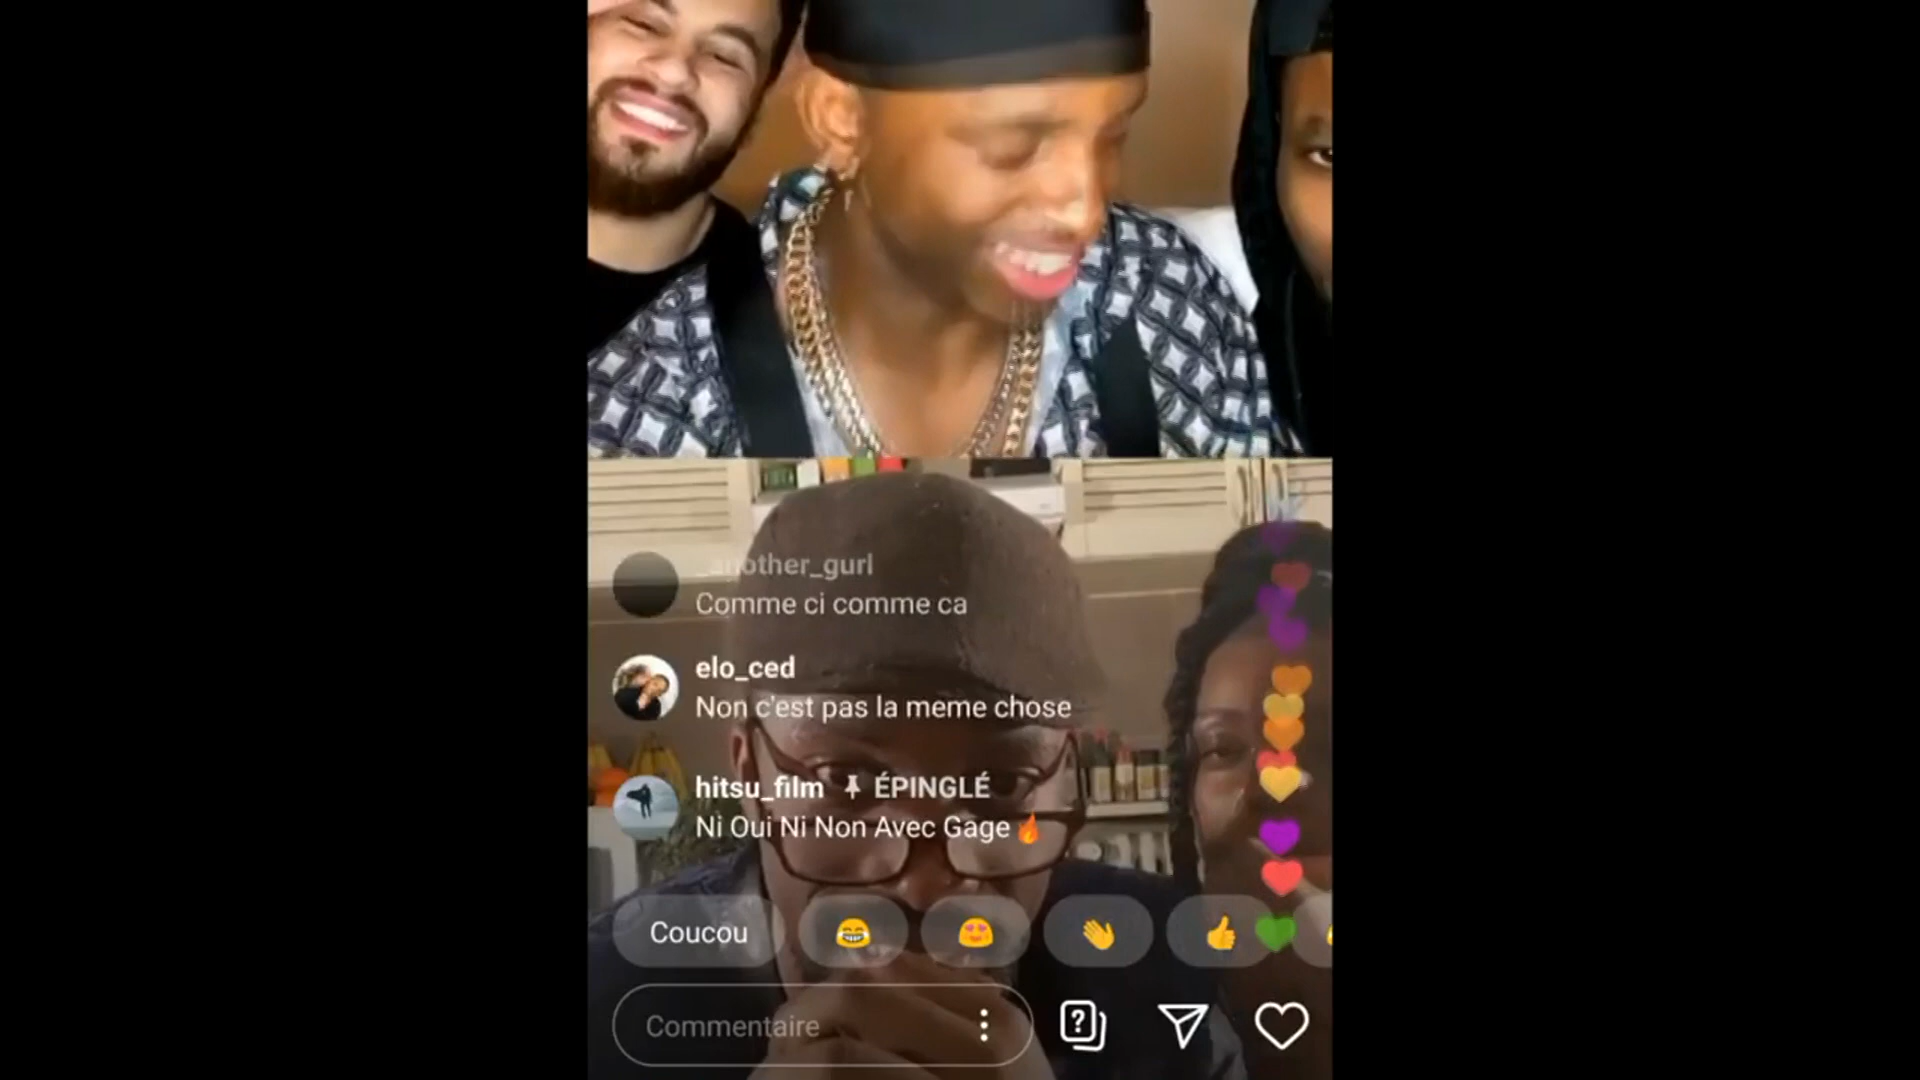 _another_gurl
Comme ci comme ca
elo_ced
Non c'est pas la meme chose
hitsu_film ÉPINGLÉ
Ni Oui Ni Non Avec Gage🔥
Coucou
Commentaire